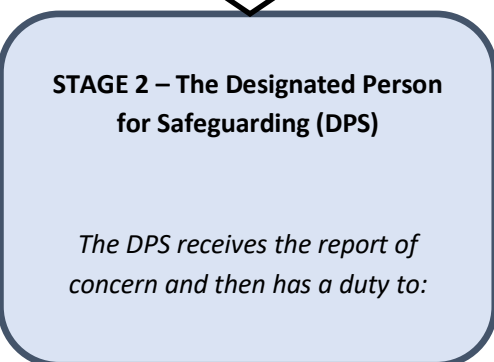 STAGE 2 – The Designated Person
for Safeguarding (DPS)
The DPS receives the report of
concern and then has a duty to: